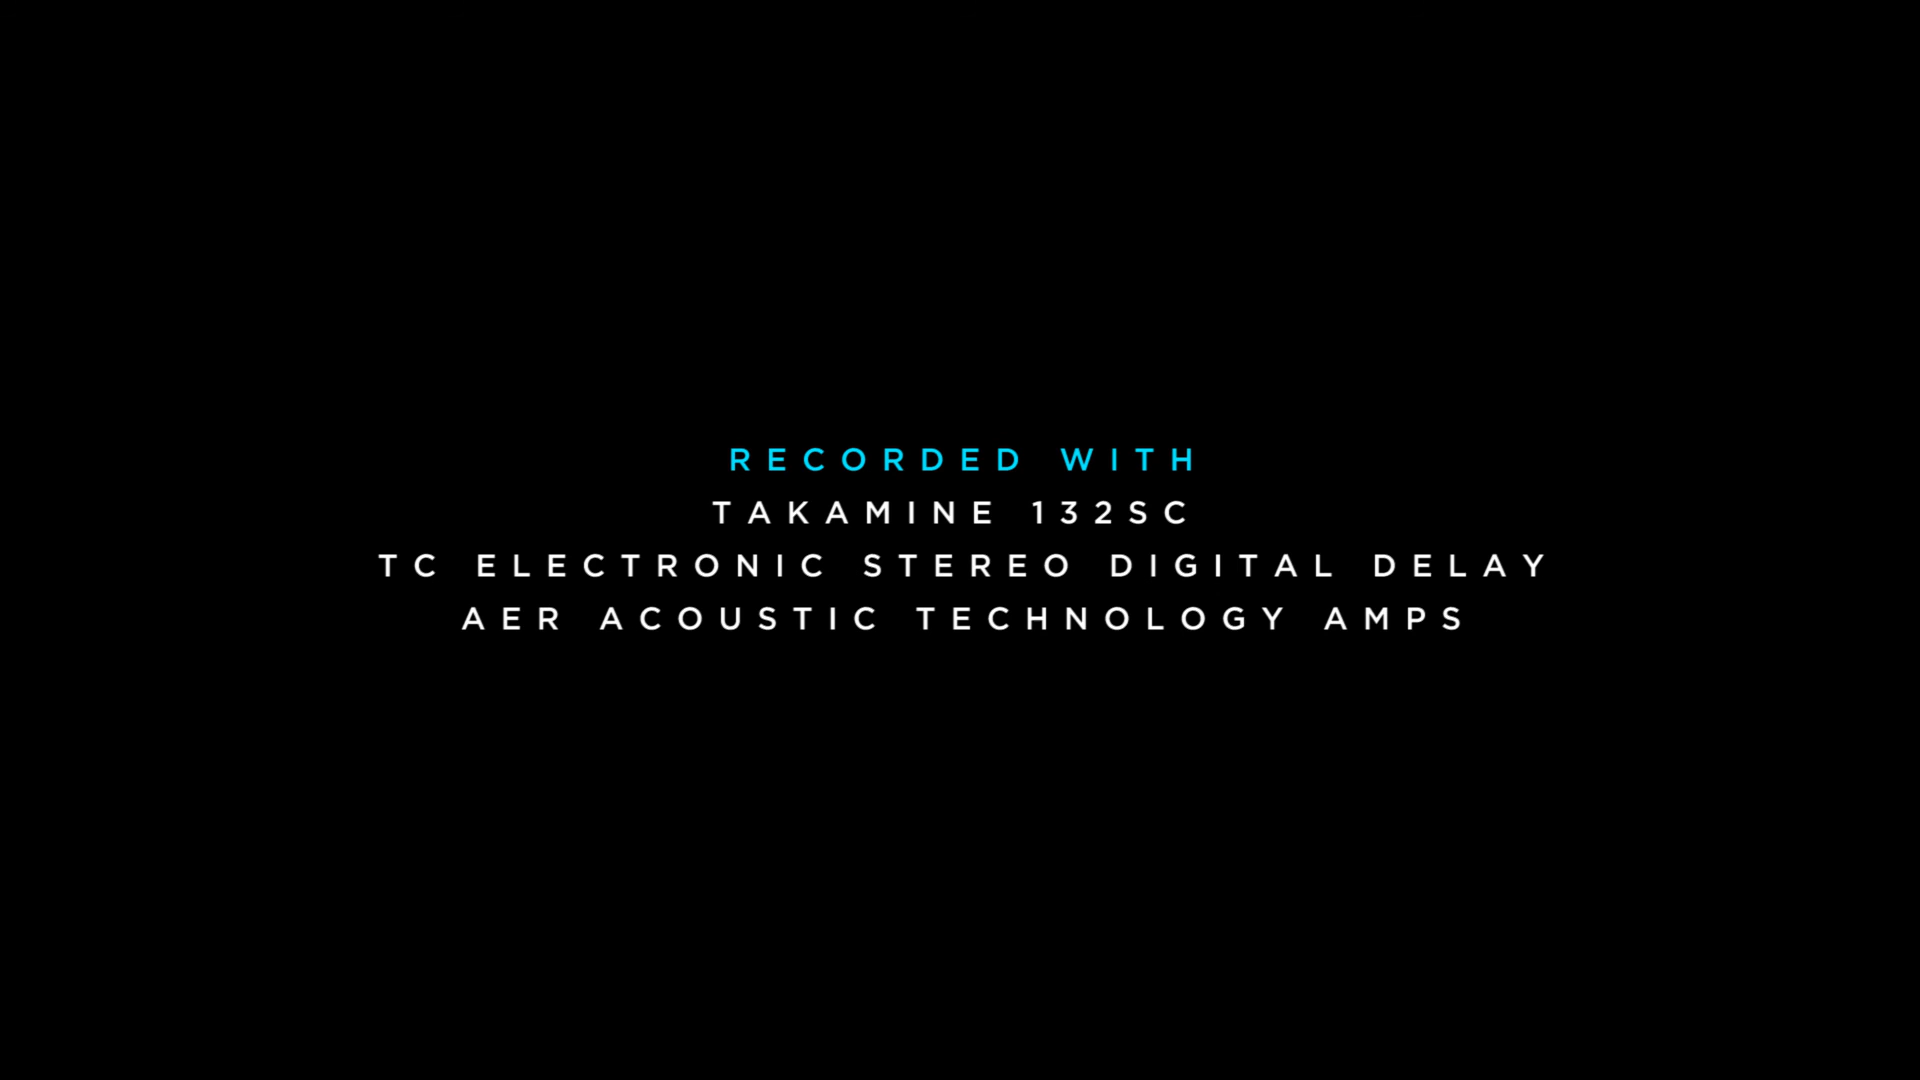 RECORDED WITH
TAKAMINE 132SC
TC ELECTRONIC STEREO DIGITAL DELAY
AER ACOUSTIC TECHNOLOGY AMPS